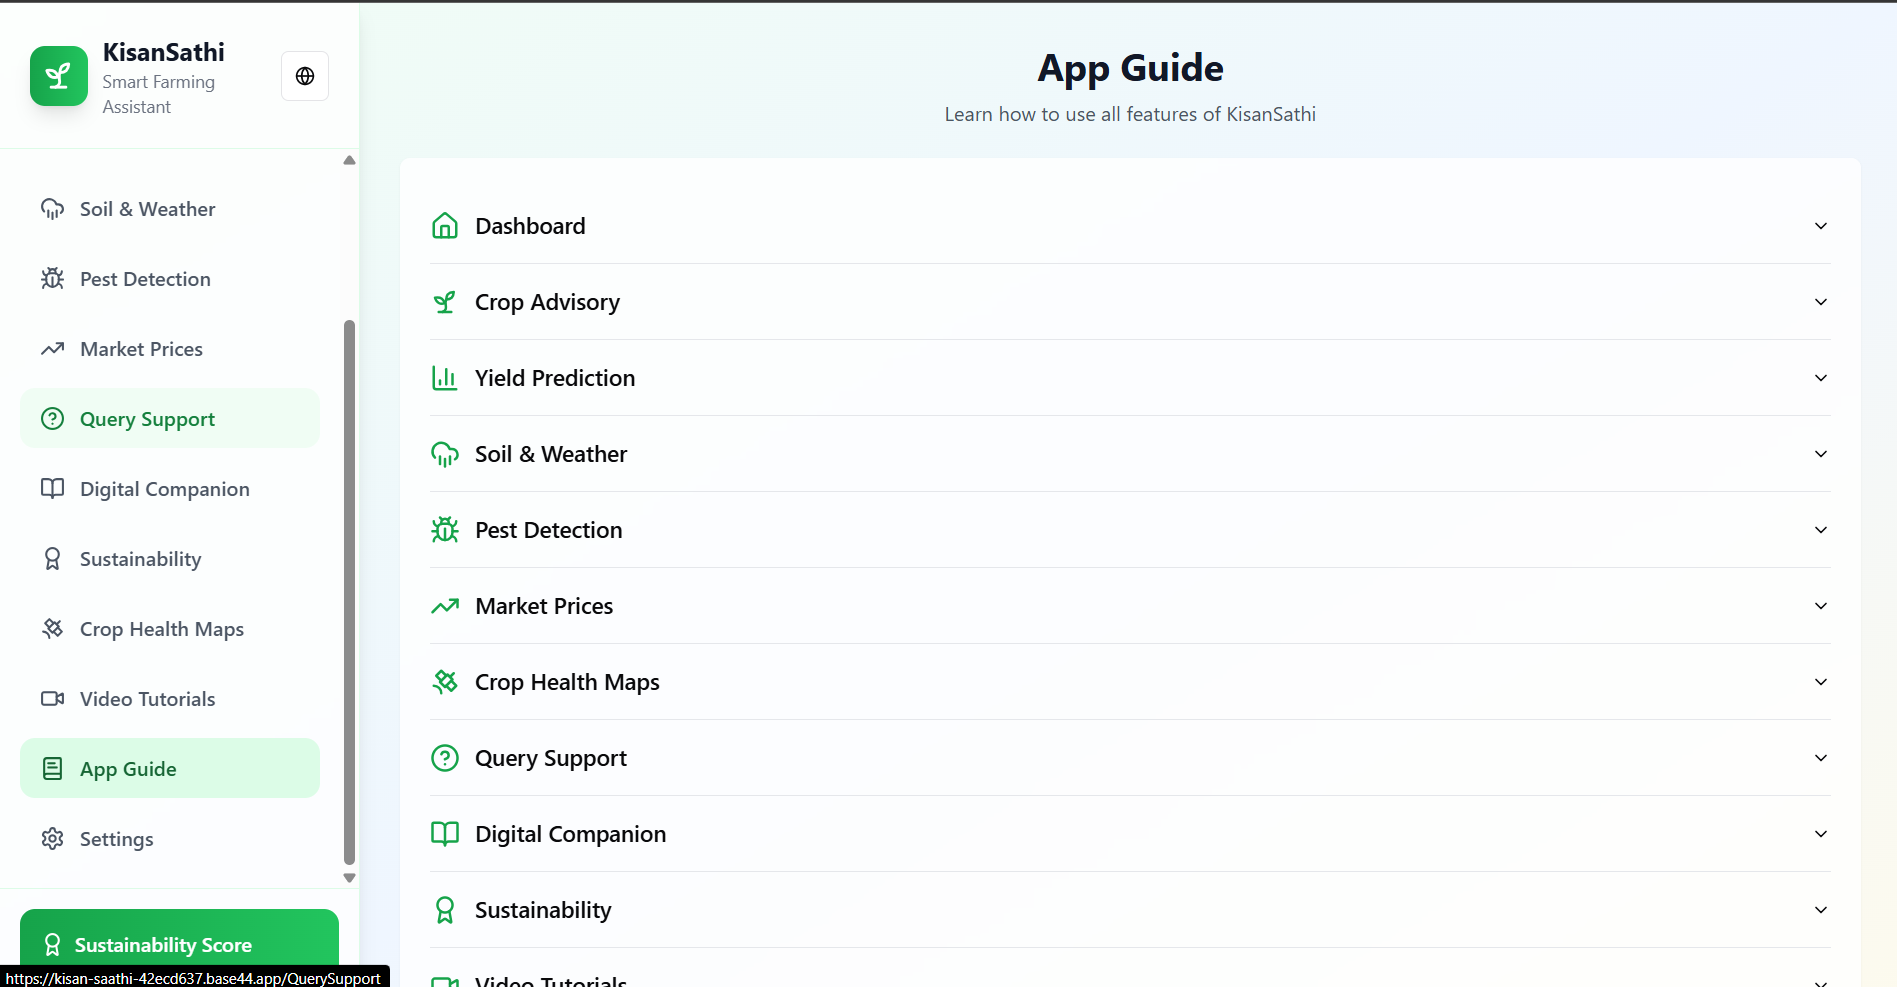 KisanSathi
Smart Farming
Assistant
Soil & Weather
Pest Detection
Market Prices
Query Support
Digital Companion
Sustainability
Crop Health Maps
Video Tutorials
App Guide
Settings
Sustainability Score
https://kisan-saathi-42ecd637.base44.app/QuerySupport
App Guide
Learn how to use all features of KisanSathi
Dashboard
Crop Advisory
Yield Prediction
Soil & Weather
Pest Detection
Market Prices
Crop Health Maps
Query Support
Digital Companion
Sustainability
Video Tutorials